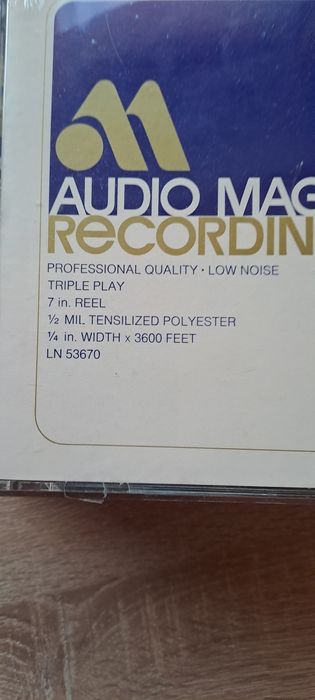 AUDIO MAG
RECORDIN
PROFESSIONAL QUALITY · LOW NOISE
TRIPLE PLAY
7 in. REEL
½ MIL TENSILIZED POLYESTER
¼ in. WIDTH x 3600 FEET
LN 53670